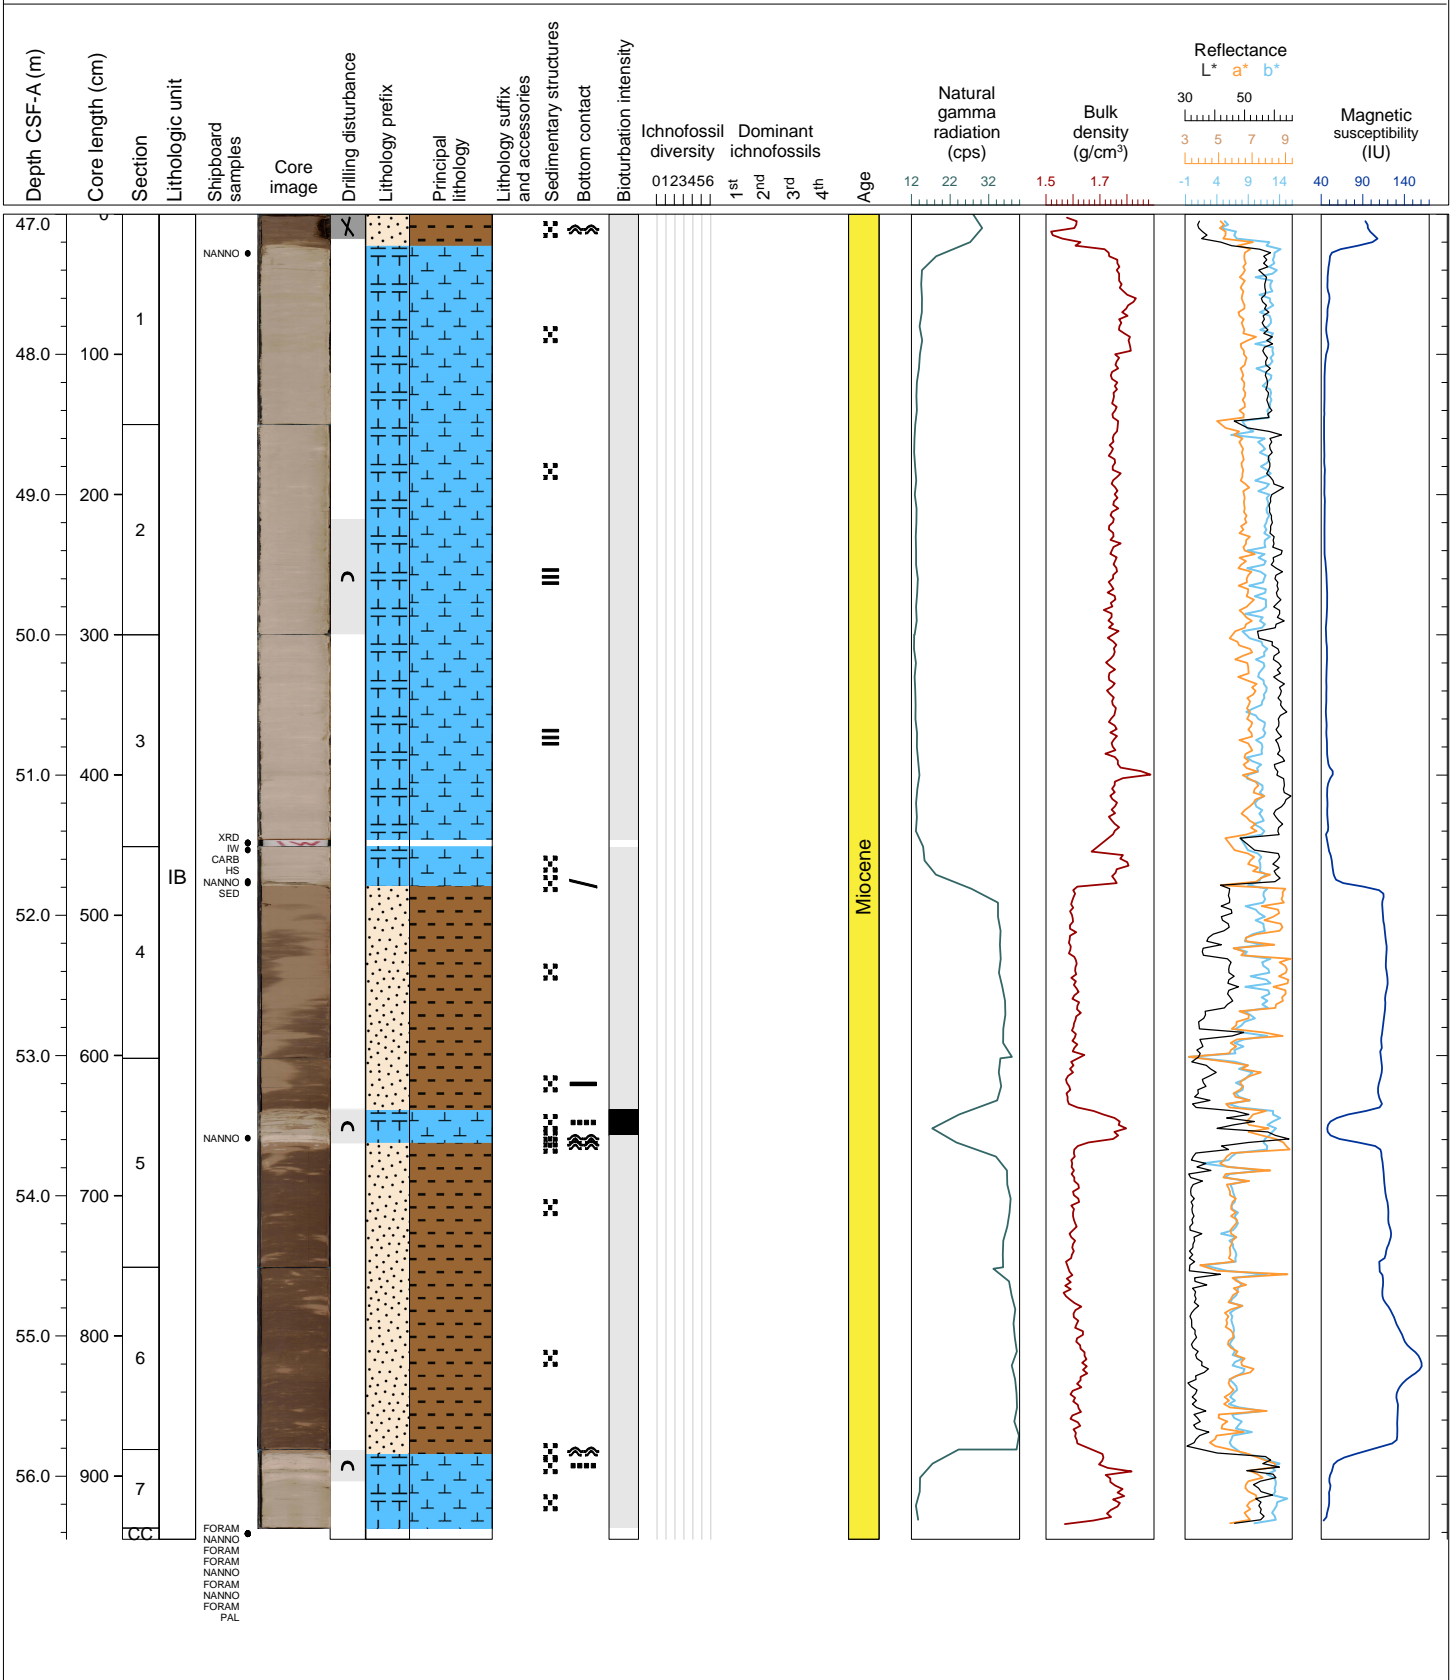 Depth CSF-A (m)
Core length (cm)
Section
Lithologic unit
Shipboard
samples
Core
image
Drilling disturbance
Lithology prefix
Principal
lithology
Lithology suffix
and accessories
Sedimentary structures
Bottom contact
Bioturbation intensity
Ichnofossil
diversity
0123456
Dominant
ichnofossils
1st
2nd
3rd
4th
Age
Natural
gamma
radiation
(cps)
12 22 32
Bulk
density
(g/cm³)
1.5 1.7
Reflectance
L* a* b*
30 50
3 5 7 9
-1 4 9 14
Magnetic
susceptibility
(IU)
40 90 140
47.0
48.0
49.0
50.0
51.0
52.0
53.0
54.0
55.0
56.0
0
100
200
300
400
500
600
700
800
900
1
2
3
4
5
6
7
CC
IB
NANNO
XRD
IW
CARB
HS
NANNO
SED
NANNO
FORAM
NANNO
FORAM
FORAM
NANNO
FORAM
NANNO
FORAM
PAL
IW
Miocene